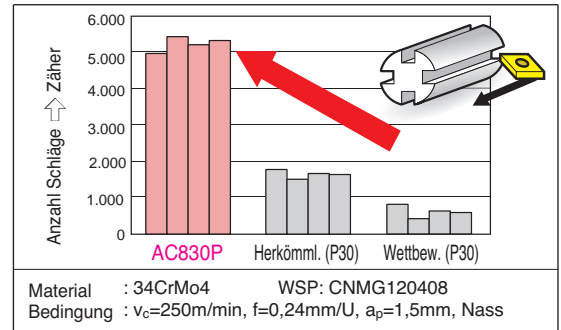 Anzahl Schläge ⇨ Zäher
6.000
5.000
4.000
3.000
2.000
1.000
0
AC830P Herkömml. (P30) Wettbew. (P30)
Material : 34CrMo4 WSP: CNMG120408
Bedingung : vc=250m/min, f=0,24mm/U, ap=1,5mm, Nass